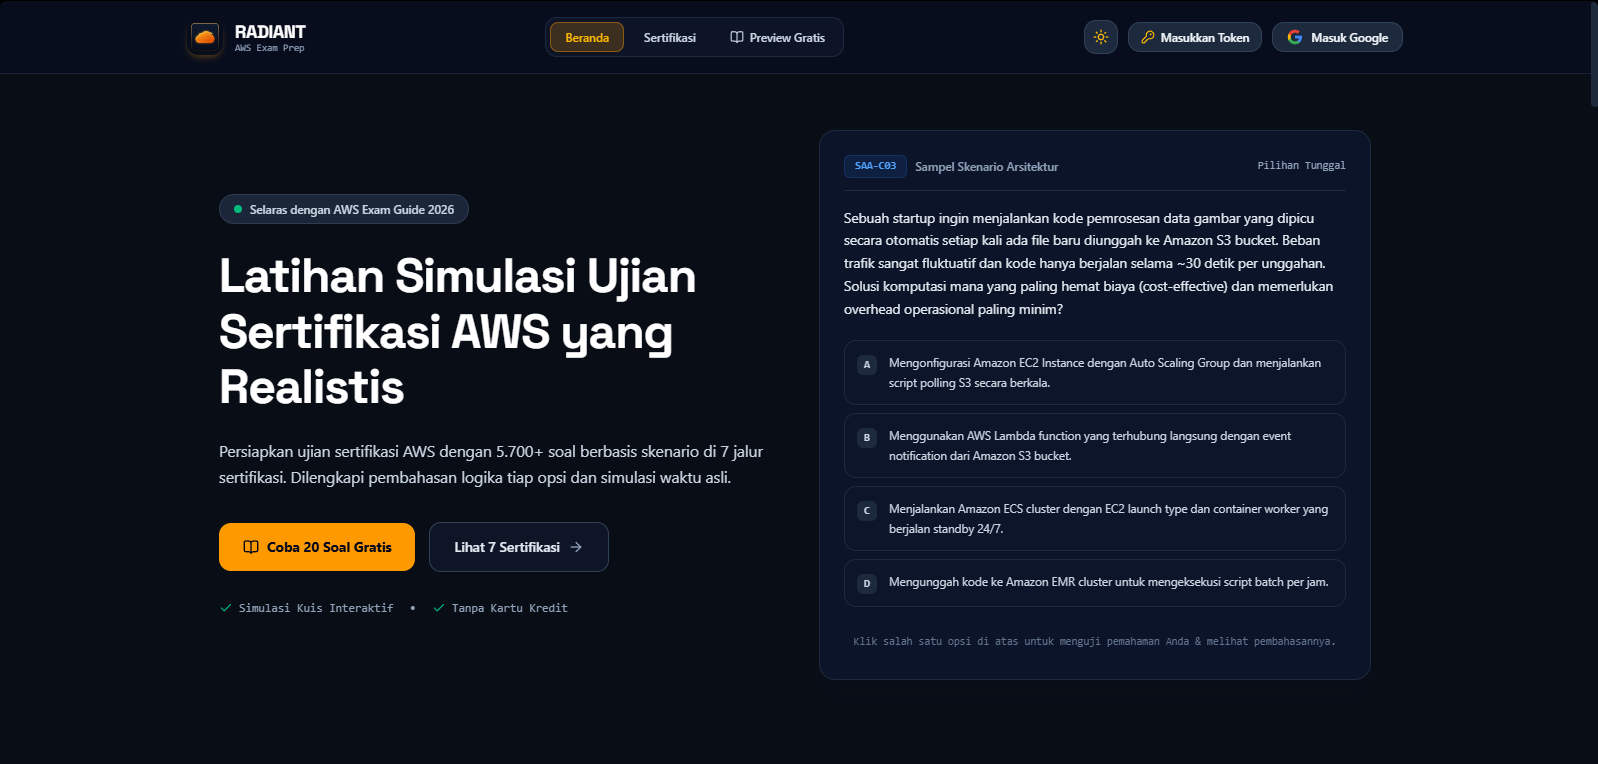 RADIANT
AWS Exam Prep
Beranda
Sertifikasi
Preview Gratis
Masukkan Token
Masuk Google
Selaras dengan AWS Exam Guide 2026
Latihan Simulasi Ujian
Sertifikasi AWS yang
Realistis
Persiapkan ujian sertifikasi AWS dengan 5.700+ soal berbasis skenario di 7 jalur
sertifikasi. Dilengkapi pembahasan logika tiap opsi dan simulasi waktu asli.
Coba 20 Soal Gratis
Lihat 7 Sertifikasi
Simulasi Kuis Interaktif • Tanpa Kartu Kredit
SAA-C03 Sampel Skenario Arsitektur
Pilihan Tunggal
Sebuah startup ingin menjalankan kode pemrosesan data gambar yang dipicu
secara otomatis setiap kali ada file baru diunggah ke Amazon S3 bucket. Beban
trafik sangat fluktuatif dan kode hanya berjalan selama ~30 detik per unggahan.
Solusi komputasi mana yang paling hemat biaya (cost-effective) dan memerlukan
overhead operasional paling minim?
A Mengonfigurasi Amazon EC2 Instance dengan Auto Scaling Group dan menjalankan
script polling S3 secara berkala.
B Menggunakan AWS Lambda function yang terhubung langsung dengan event
notification dari Amazon S3 bucket.
C Menjalankan Amazon ECS cluster dengan EC2 launch type dan container worker yang
berjalan standby 24/7.
D Mengunggah kode ke Amazon EMR cluster untuk mengeksekusi script batch per jam.
Klik salah satu opsi di atas untuk menguji pemahaman Anda & melihat pembahasannya.